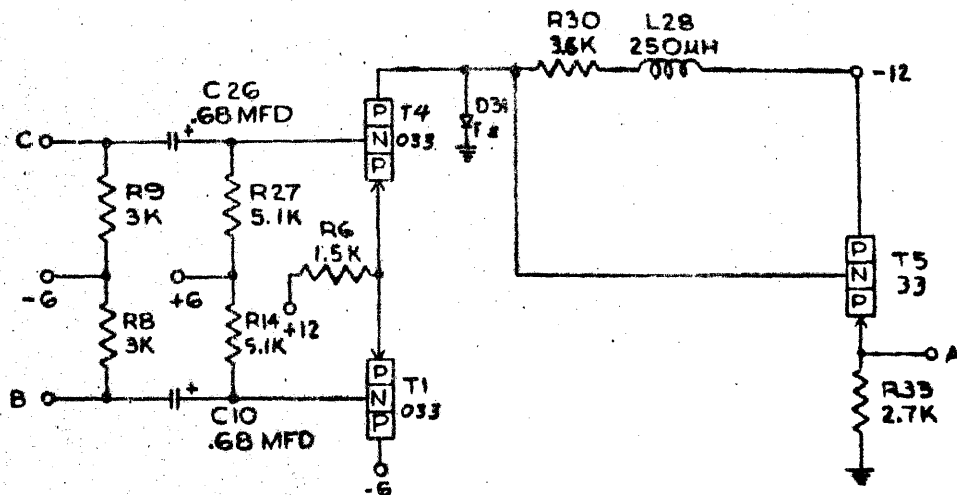 R30
3.6K
L28
250µH
-12
C26
.68 MFD
+
P
N
P
T4
033
C
R9
3K
R27
5.1K
R6
1.5K
-6
+6
+12
R8
3K
R14
5.1K
P
N
P
T5
33
A
B
+
C10
.68 MFD
P
N
P
T1
033
-6
R33
2.7K